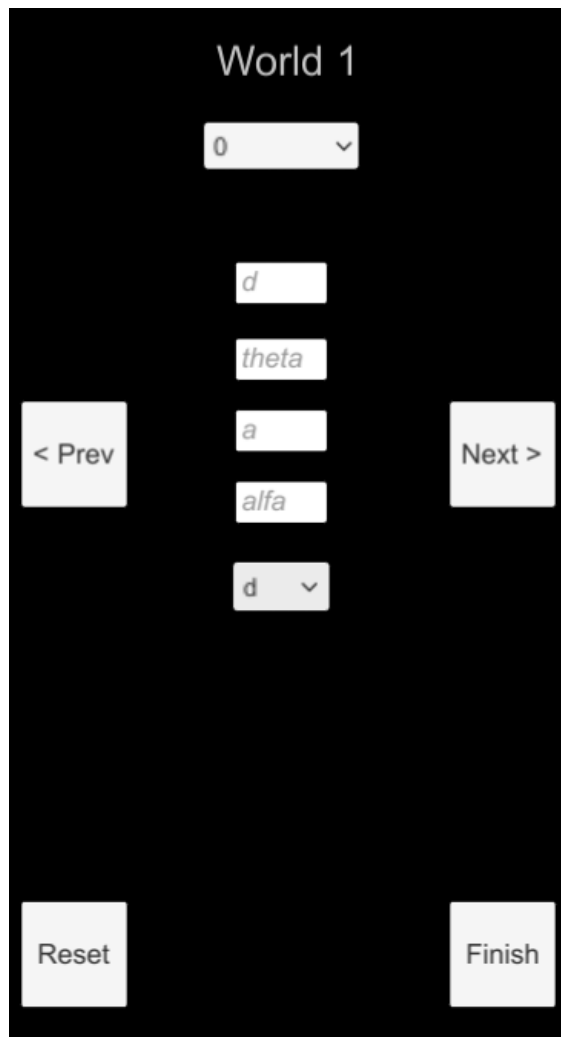 World 1
0
d
theta
a
< Prev
Next >
alfa
d
Reset
Finish